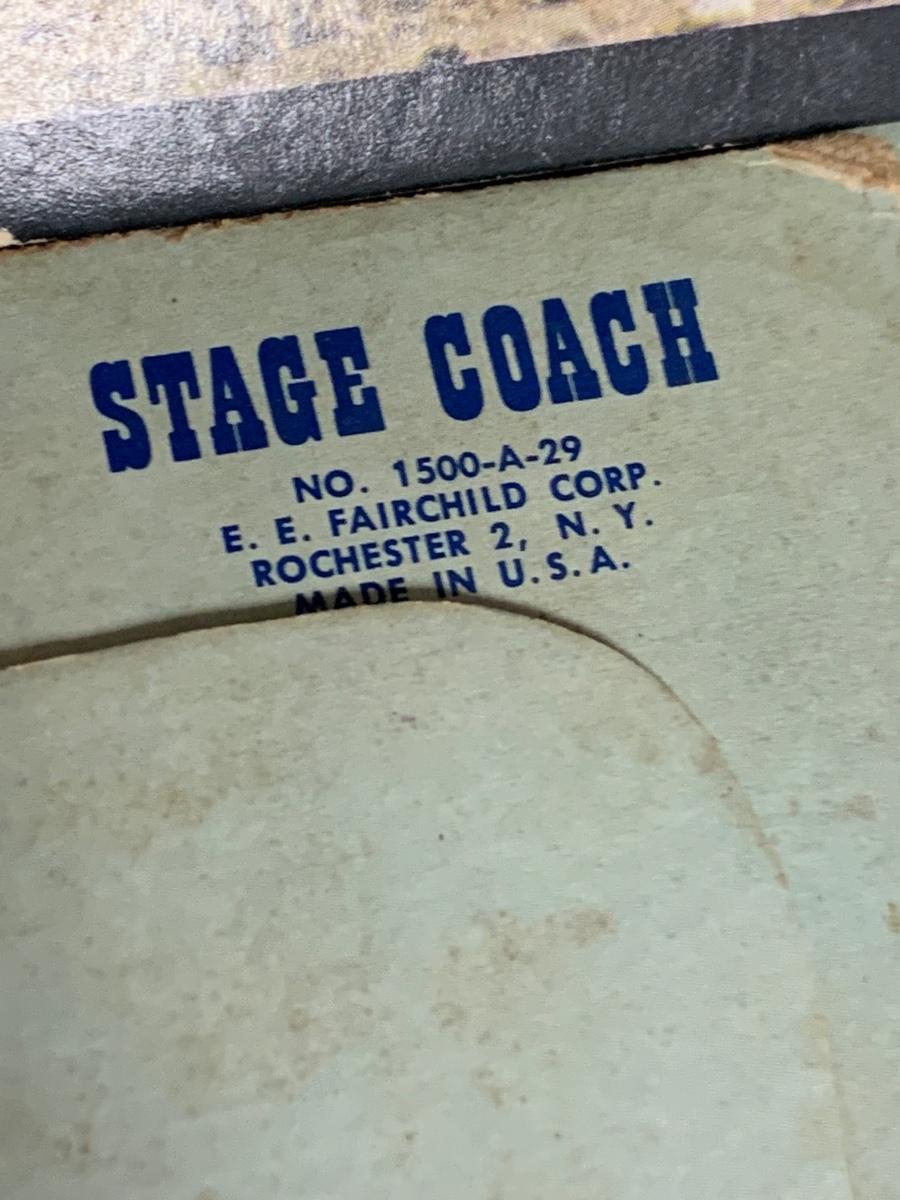 STAGE COACH
NO. 1500-A-29
E. E. FAIRCHILD CORP.
ROCHESTER 2, N. Y.
MADE IN U.S.A.